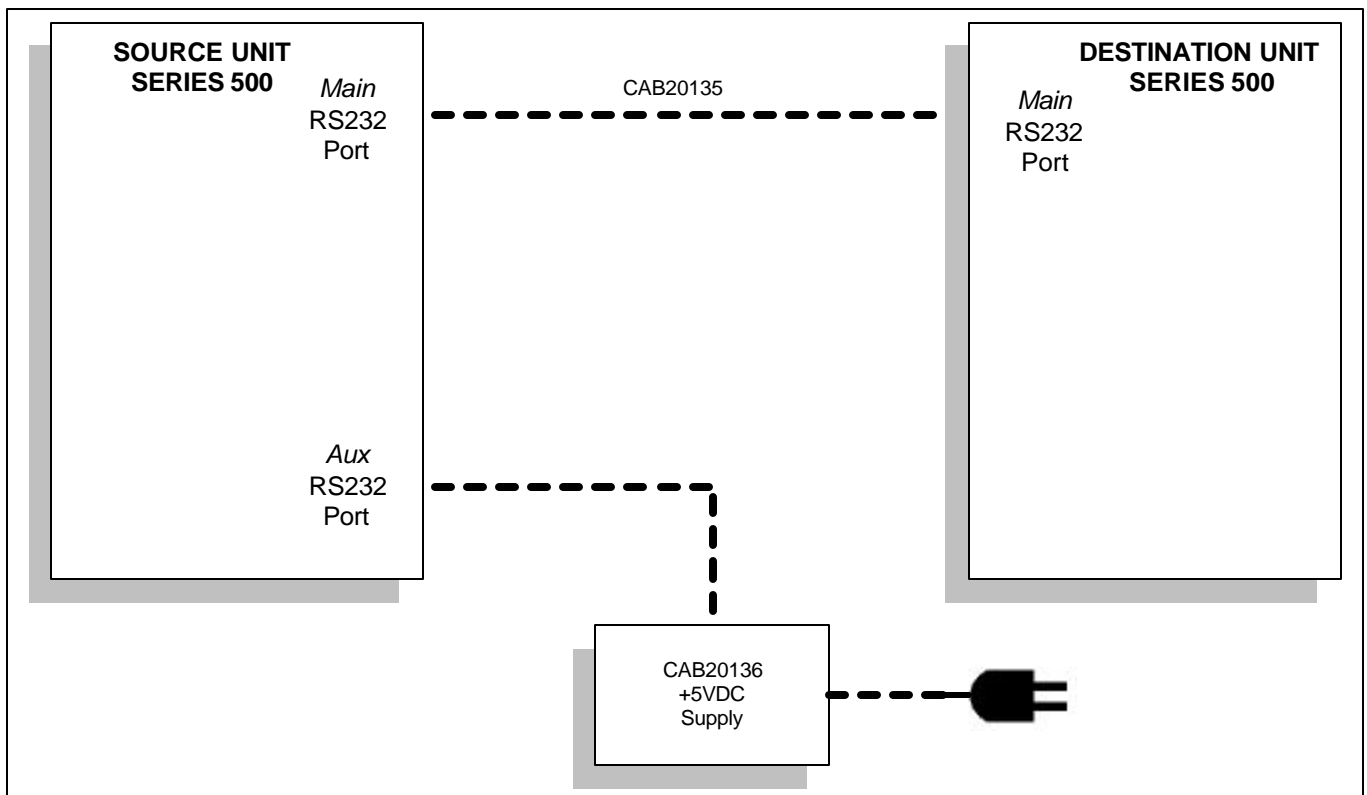 SOURCE UNIT
SERIES 500
Main
RS232
Port
CAB20135
DESTINATION UNIT
SERIES 500
Main
RS232
Port
Aux
RS232
Port
CAB20136
+5VDC
Supply